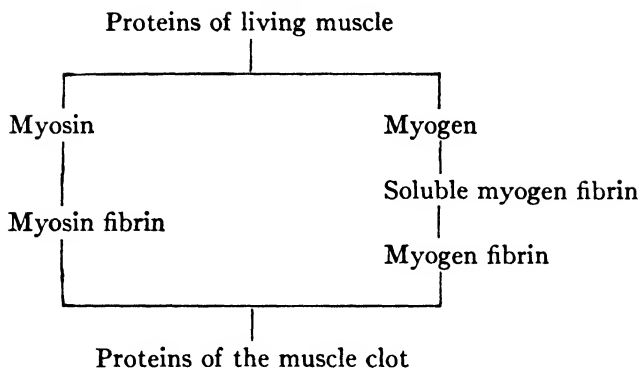 Proteins of living muscle
Myosin
Myogen
Soluble myogen fibrin
Myosin fibrin
Myogen fibrin
Proteins of the muscle clot